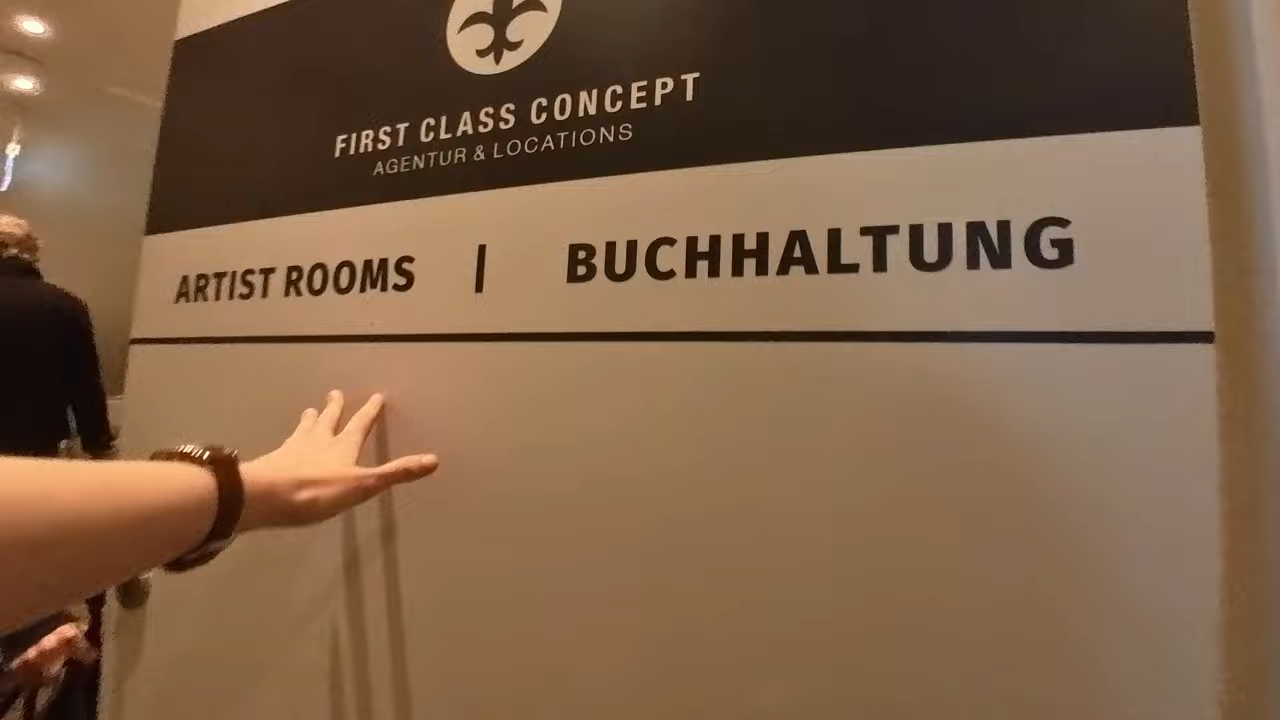 FIRST CLASS CONCEPT
AGENTUR & LOCATIONS
ARTIST ROOMS | BUCHHALTUNG